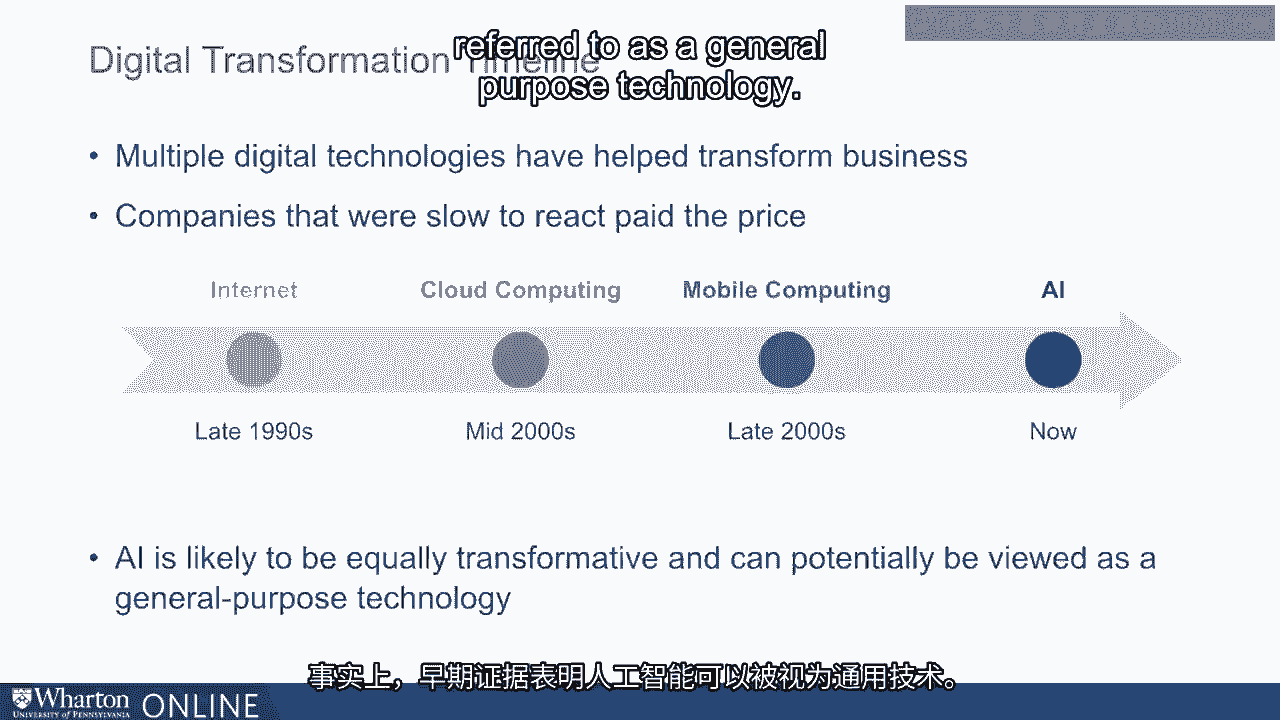 referred to as a general
purpose technology.
Digital Transformation Timeline
• Multiple digital technologies have helped transform business
• Companies that were slow to react paid the price
Internet
Cloud Computing
Mobile Computing
AI
Late 1990s
Mid 2000s
Late 2000s
Now
• AI is likely to be equally transformative and can potentially be viewed as a
general-purpose technology
事实上，早期证据表明人工智能可以被视为通用技术。
Wharton ONLINE
UNIVERSITY of PENNSYLVANIA